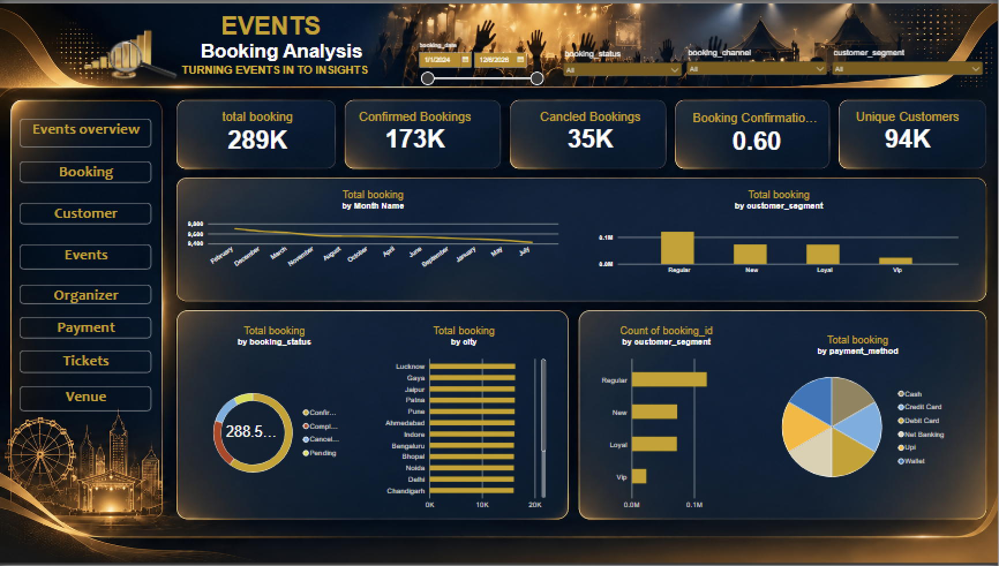 EVENTS
Booking Analysis
TURNING EVENTS IN TO INSIGHTS
booking_date
1/1/2024
12/6/2026
booking_status
All
booking_channel
All
customer_segment
All
Events overview
Booking
Customer
Events
Organizer
Payment
Tickets
Venue
total booking
289K
Confirmed Bookings
173K
Cancled Bookings
35K
Booking Confirmatio...
0.60
Unique Customers
94K
Total booking
by Month Name
9,400
February
December
March
November
August
October
April
June
September
January
May
July
Total booking
by customer_segment
0.1M
0.0M
Regular
New
Loyal
Vip
Total booking
by booking_status
288.5...
Confir...
Compl...
Cancel...
Pending
Total booking
by city
Lucknow
Gaya
Jaipur
Patna
Pune
Ahmedabad
Indore
Bengaluru
Bhopal
Noida
Delhi
Chandigarh
0K
10K
20K
Count of booking_id
by customer_segment
Regular
New
Loyal
Vip
0.0M
0.1M
Total booking
by payment_method
Cash
Credit Card
Debit Card
Net Banking
Upi
Wallet